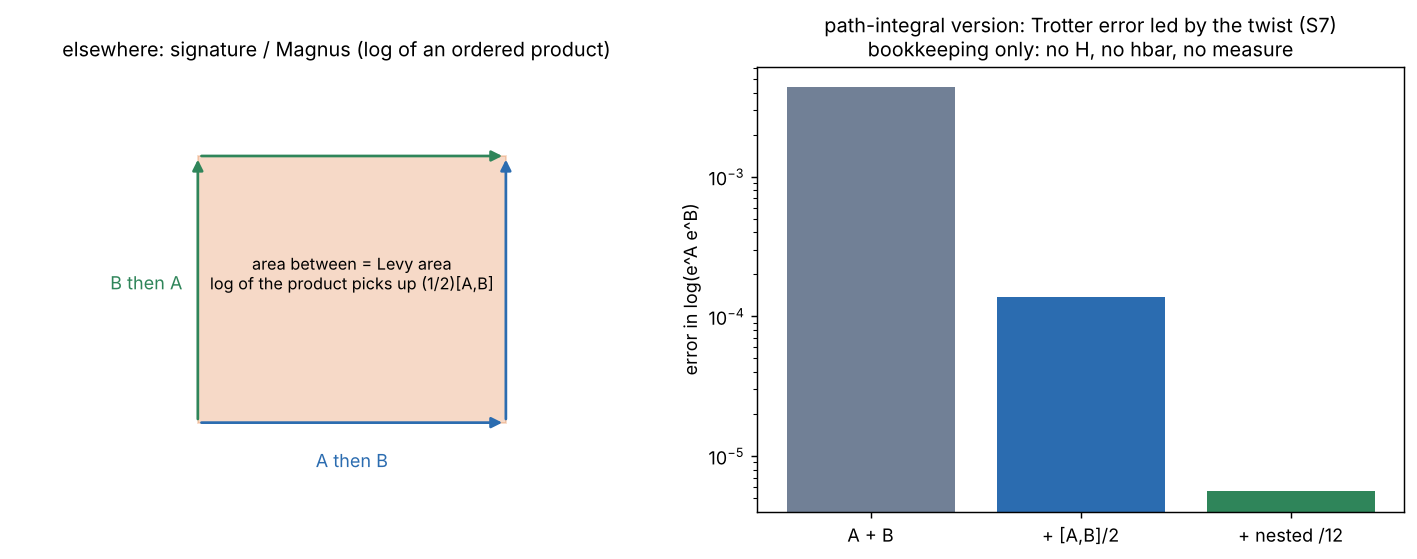 elsewhere: signature / Magnus (log of an ordered product)
B then A
area between = Levy area
log of the product picks up (1/2)[A,B]
A then B
path-integral version: Trotter error led by the twist (S7)
bookkeeping only: no H, no hbar, no measure
error in log(e^A e^B)
10⁻³
10⁻⁴
10⁻⁵
A + B
+ [A,B]/2
+ nested /12